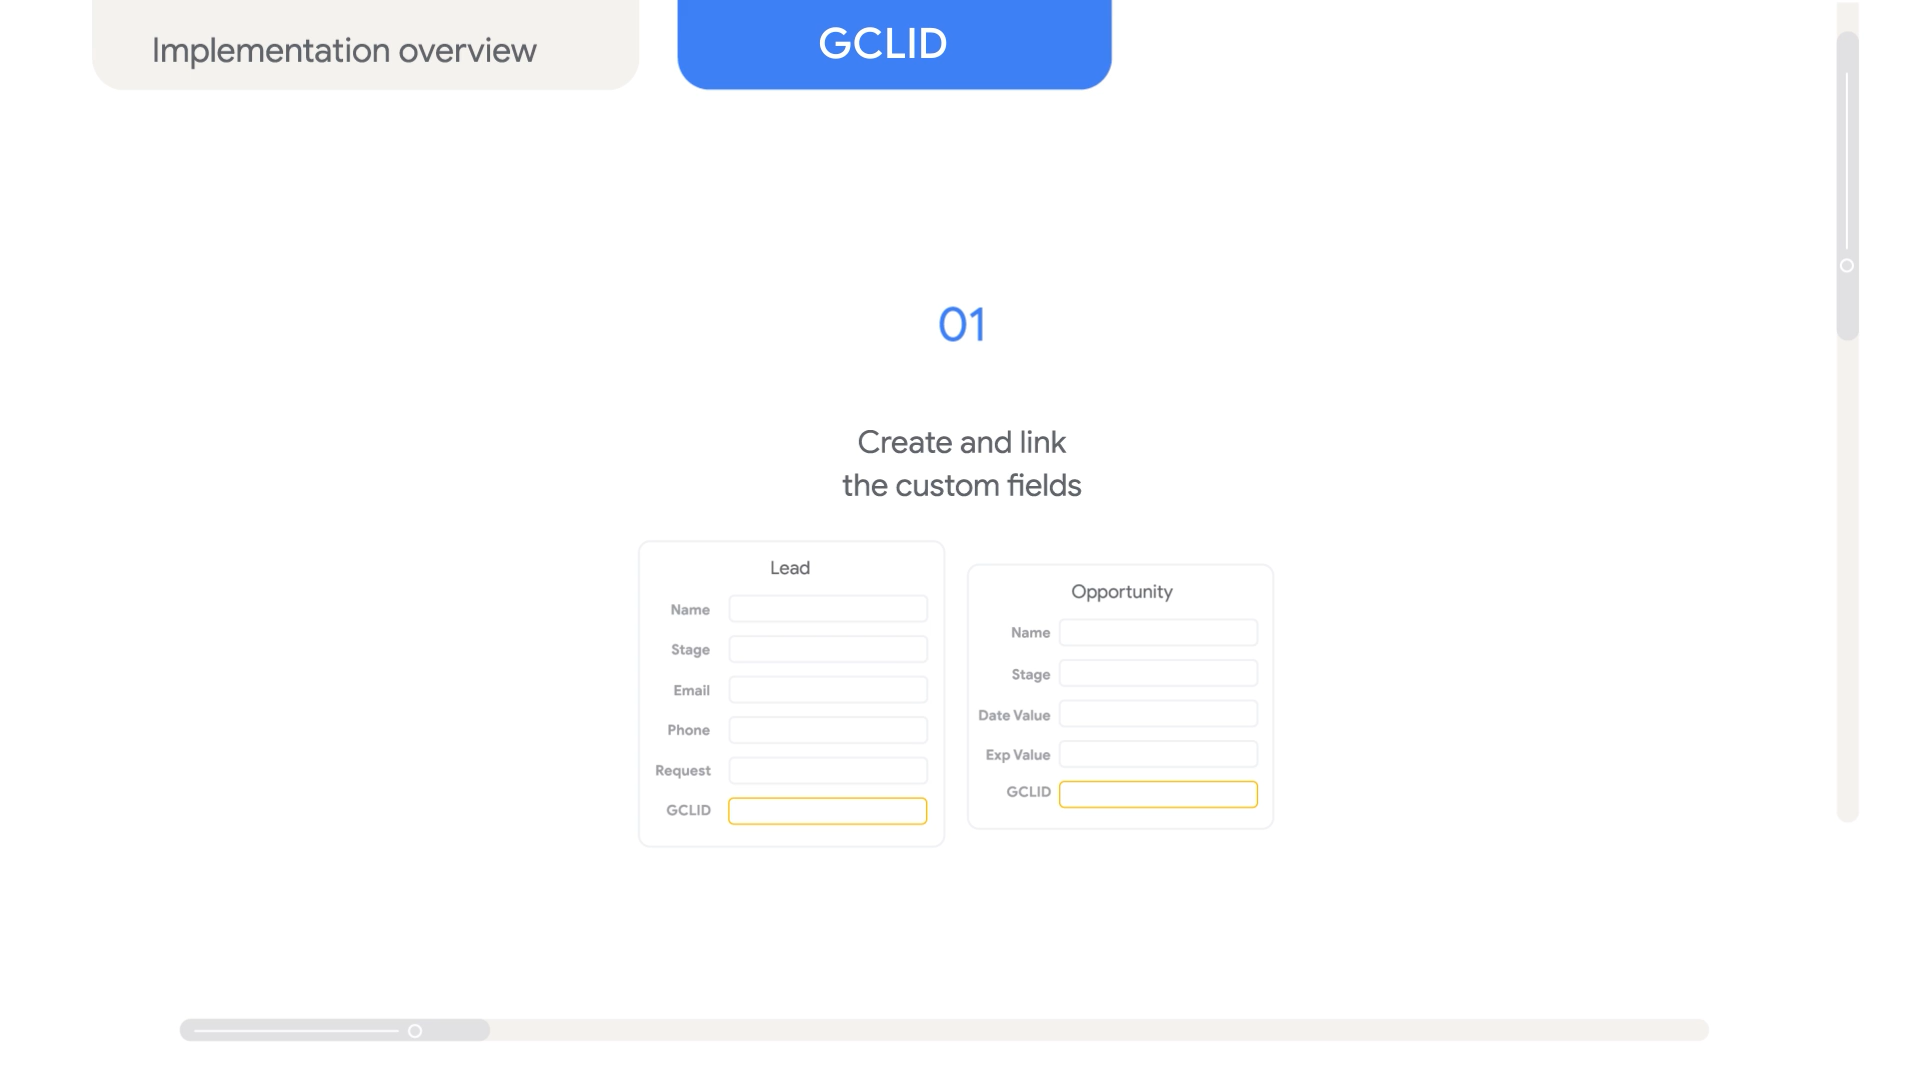 Implementation overview
GCLID
01
Create and link
the custom fields
Lead
Name
Stage
Email
Phone
Request
GCLID
Opportunity
Name
Stage
Date Value
Exp Value
GCLID